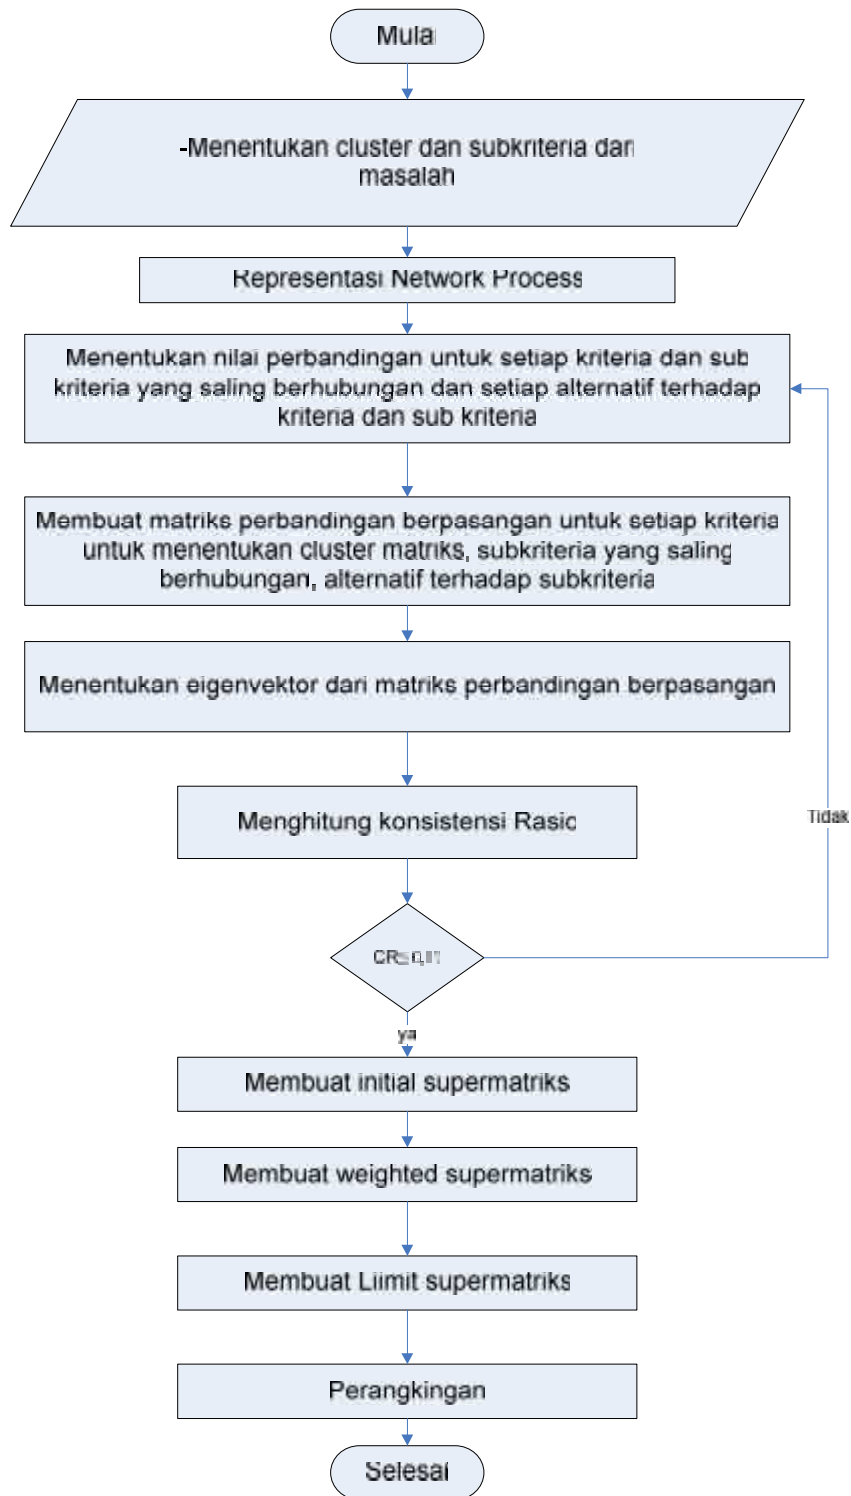 Mulai
-Menentukan cluster dan subkriteria dari
masalah
Representasi Network Process
Menentukan nilai perbandingan untuk setiap kriteria dan sub
kriteria yang saling berhubungan dan setiap alternatif terhadap
kriteria dan sub kriteria
Membuat matriks perbandingan berpasangan untuk setiap kriteria
untuk menentukan cluster matriks, subkriteria yang saling
berhubungan, alternatif terhadap subkriteria
Menentukan eigenvektor dari matriks perbandingan berpasangan
Menghitung konsistensi Rasio
Tidak
CR
ya
Membuat initial supermatriks
Membuat weighted supermatriks
Membuat Liimit supermatriks
Perangkingan
Selesai